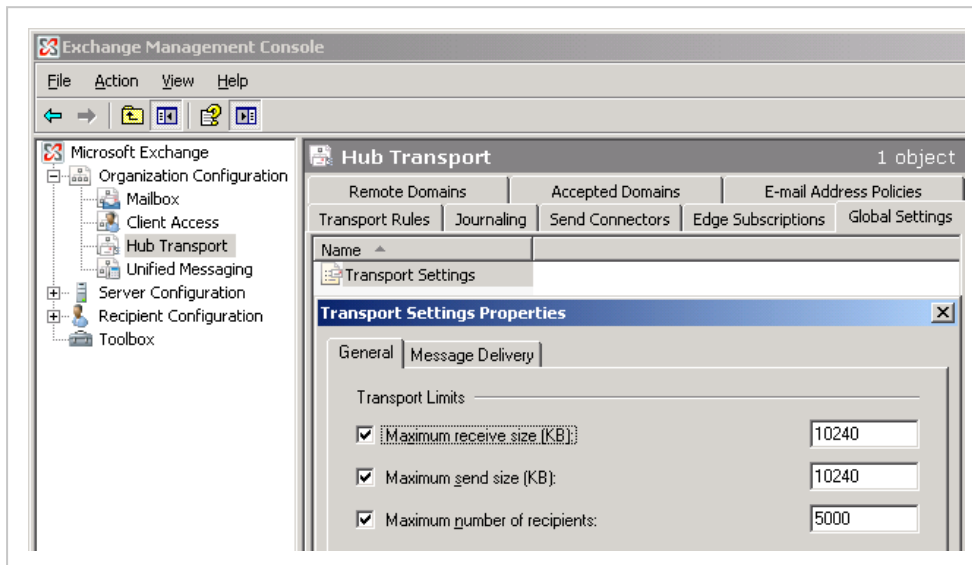 Exchange Management Console
File Action View Help
Microsoft Exchange
Organization Configuration
Mailbox
Client Access
Hub Transport
Unified Messaging
Server Configuration
Recipient Configuration
Toolbox
Hub Transport 1 object
Remote Domains Accepted Domains E-mail Address Policies
Transport Rules Journaling Send Connectors Edge Subscriptions Global Settings
Name
Transport Settings
Transport Settings Properties
General Message Delivery
Transport Limits
Maximum receive size (KB): 10240
Maximum send size (KB): 10240
Maximum number of recipients: 5000